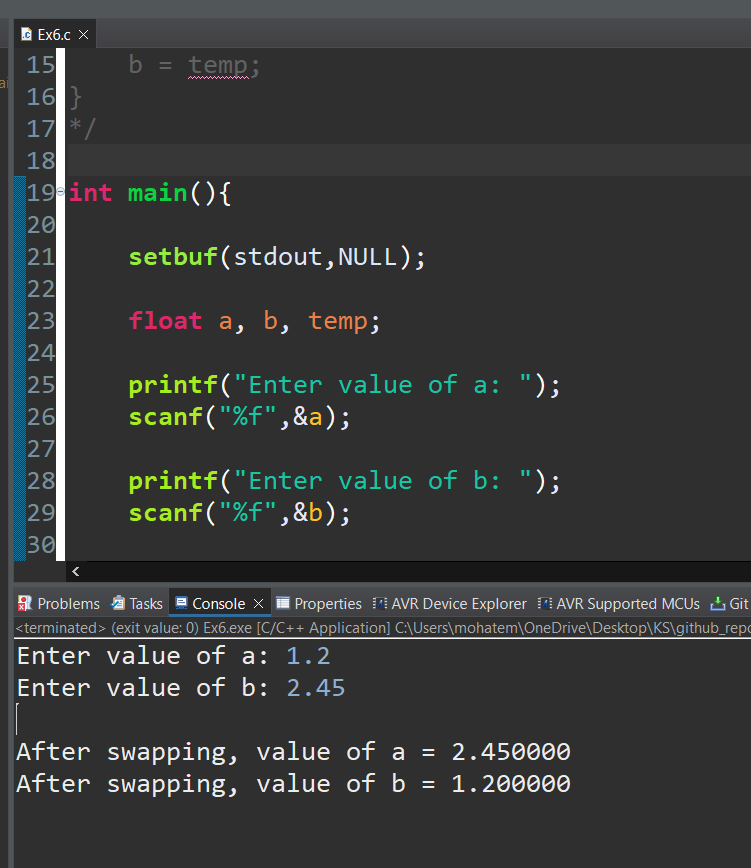 Ex6.c
15 b = temp;
16 }
17 */
18
19 int main(){
20
21 setbuf(stdout,NULL);
22
23 float a, b, temp;
24
25 printf("Enter value of a: ");
26 scanf("%f",&a);
27
28 printf("Enter value of b: ");
29 scanf("%f",&b);
30
Problems Tasks Console Properties AVR Device Explorer AVR Supported MCUs Git
<terminated> (exit value: 0) Ex6.exe [C/C++ Application] C:\Users\mohatem\OneDrive\Desktop\KS\github_repo
Enter value of a: 1.2
Enter value of b: 2.45
After swapping, value of a = 2.450000
After swapping, value of b = 1.200000